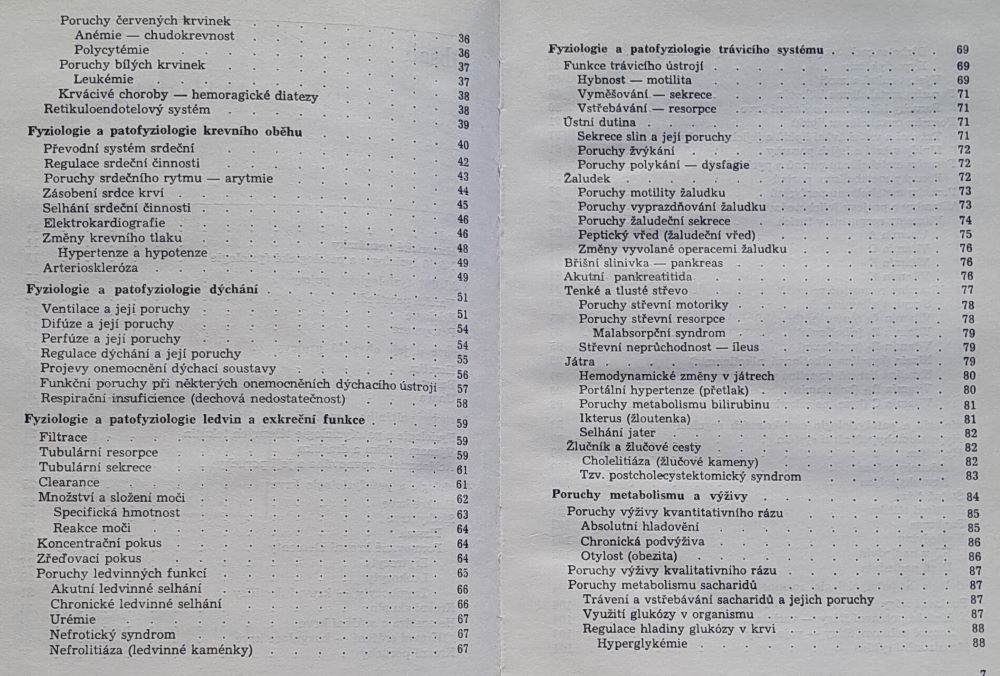 Poruchy červených krvinek . . . . . . . 36
Anémie — chudokrevnost . . . . . . . 36
Polycytémie . . . . . . . . . 37
Poruchy bílých krvinek . . . . . . . . 37
Leukémie . . . . . . . . . . 38
Krvácivé choroby — hemoragické diatezy . . . . 38
Retikuloendotelový systém . . . . . . . . 39
Fyziologie a patofyziologie krevního oběhu . . . . . 40
Převodní systém srdeční . . . . . . . . 42
Regulace srdeční činnosti . . . . . . . . 43
Poruchy srdečního rytmu — arytmie . . . . . 44
Zásobení srdce krví . . . . . . . . . 45
Selhání srdeční činnosti . . . . . . . . 46
Elektrokardiografie . . . . . . . . . 46
Změny krevního tlaku . . . . . . . . 48
Hypertenze a hypotenze . . . . . . . . 49
Arterioskleróza . . . . . . . . . . 49
Fyziologie a patofyziologie dýchání . . . . . . 51
Ventilace a její poruchy . . . . . . . . 51
Difúze a její poruchy . . . . . . . . 54
Perfúze a její poruchy . . . . . . . . 54
Regulace dýchání a její poruchy . . . . . . 55
Projevy onemocnění dýchací soustavy . . . . . 56
Funkční poruchy při některých onemocněních dýchacího ústrojí 57
Respirační insuficience (dechová nedostatečnost) . . . 58
Fyziologie a patofyziologie ledvin a exkreční funkce . . . 59
Filtrace . . . . . . . . . . . 59
Tubulární resorpce . . . . . . . . . 59
Tubulární sekrece . . . . . . . . . 61
Clearance . . . . . . . . . . . 61
Množství a složení moči . . . . . . . . 62
Specifická hmotnost . . . . . . . . 63
Reakce moči . . . . . . . . . . 64
Koncentrační pokus . . . . . . . . . 64
Zřeďovací pokus . . . . . . . . . . 64
Poruchy ledvinných funkcí . . . . . . . . 65
Akutní ledvinné selhání . . . . . . . . 66
Chronické ledvinné selhání . . . . . . . 66
Urémie . . . . . . . . . . . 67
Nefrotický syndrom . . . . . . . . . 67
Nefrolitiáza (ledvinné kaménky) . . . . . . 67
Fyziologie a patofyziologie trávicího systému . . . . . 69
Funkce trávicího ústrojí . . . . . . . . 69
Hybnost — motilita . . . . . . . . 69
Vyměšování — sekrece . . . . . . . 71
Vstřebávání — resorpce . . . . . . . 71
Ústní dutina . . . . . . . . . . 71
Sekrece slin a její poruchy . . . . . . 71
Poruchy žvýkání . . . . . . . . . 72
Poruchy polykání — dysfagie . . . . . . 72
Žaludek . . . . . . . . . . . 72
Poruchy motility žaludku . . . . . . . 73
Poruchy vyprazdňování žaludku . . . . . 73
Poruchy žaludeční sekrece . . . . . . . 74
Peptický vřed (žaludeční vřed) . . . . . . 75
Změny vyvolané operacemi žaludku . . . . . 76
Břišní slinivka — pankreas . . . . . . . 76
Akutní pankreatitida . . . . . . . . 76
Tenké a tlusté střevo . . . . . . . . 77
Poruchy střevní motoriky . . . . . . . 78
Poruchy střevní resorpce . . . . . . . 78
Malabsorpční syndrom . . . . . . . 79
Střevní neprůchodnost — ileus . . . . . . 79
Játra . . . . . . . . . . . 79
Hemodynamické změny v játrech . . . . . 80
Portální hypertenze (přetlak) . . . . . . 80
Poruchy metabolismu bilirubinu . . . . . 81
Ikterus (žloutenka) . . . . . . . . 81
Selhání jater . . . . . . . . . 82
Žlučník a žlučové cesty . . . . . . . 82
Cholelitiáza (žlučové kameny) . . . . . . 82
Tzv. postcholecystektomický syndrom . . . . 83
Poruchy metabolismu a výživy . . . . . . . 84
Poruchy výživy kvantitativního rázu . . . . . 85
Absolutní hladovění . . . . . . . . 85
Chronická podvýživa . . . . . . . . 86
Otylost (obezita) . . . . . . . . . 86
Poruchy výživy kvalitativního rázu . . . . . 87
Poruchy metabolismu sacharidů . . . . . . 87
Trávení a vstřebávání sacharidů a jejich poruchy . . 87
Využití glukózy v organismu . . . . . . 87
Regulace hladiny glukózy v krvi . . . . . 88
Hyperglykémie . . . . . . . . . 88
7